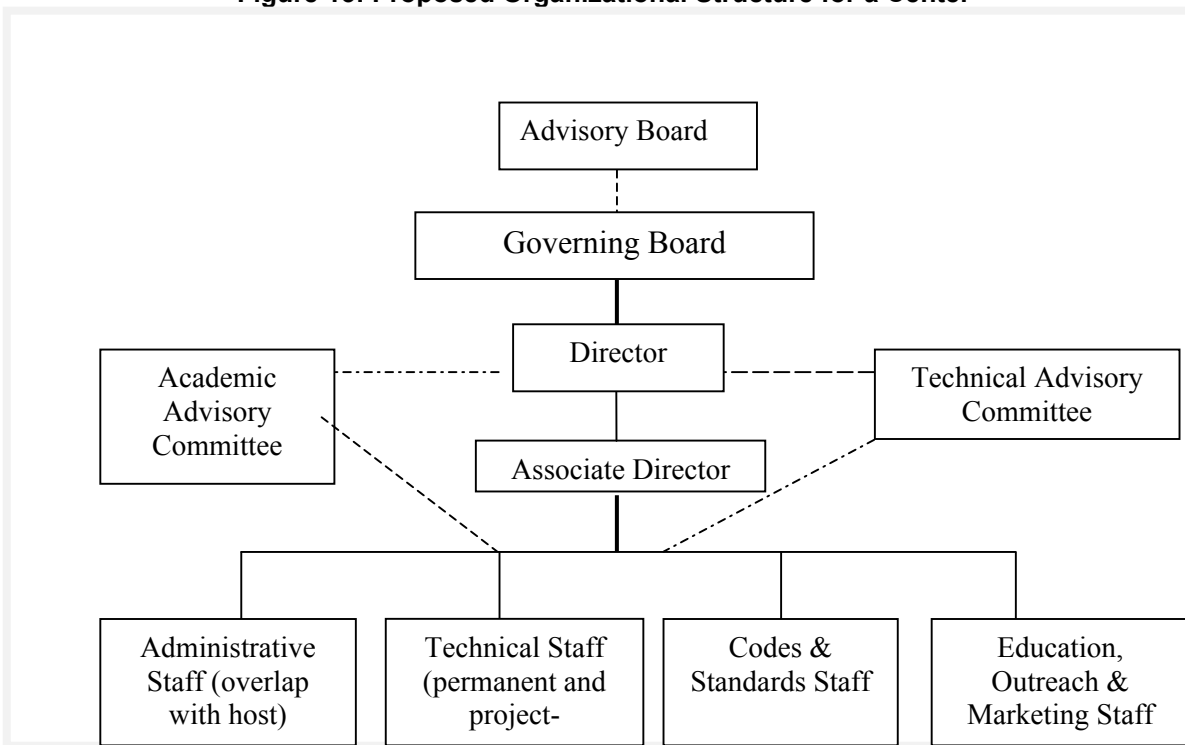 Advisory Board
Governing Board
Director
Academic
Advisory
Committee
Technical Advisory
Committee
Associate Director
Administrative
Staff (overlap
with host)
Technical Staff
(permanent and
project-
Codes &
Standards Staff
Education,
Outreach &
Marketing Staff